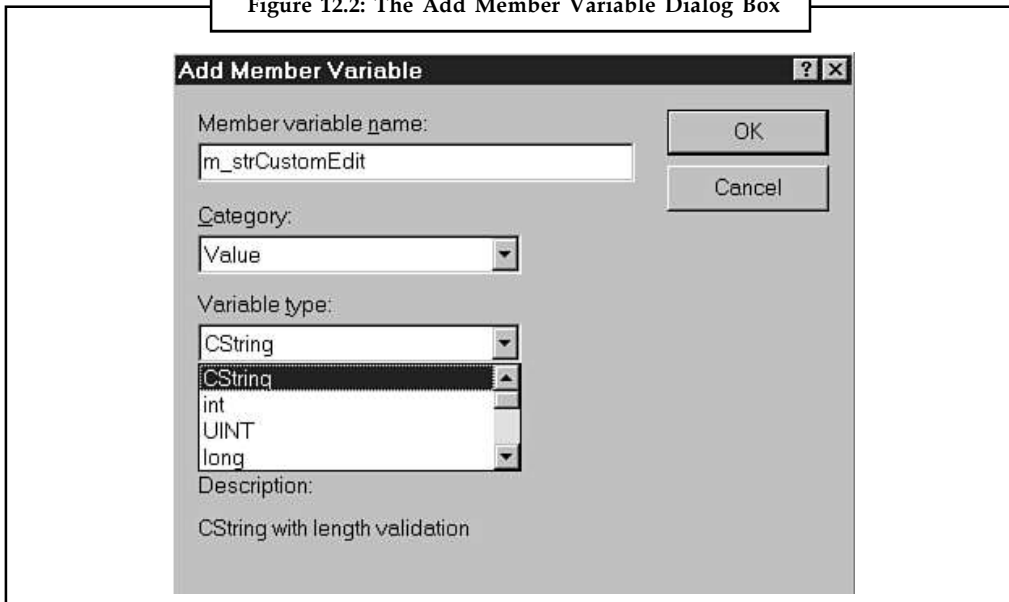 Figure 12.2: The Add Member Variable Dialog Box
Add Member Variable
Member variable name:
OK
m_strCustomEdit
Cancel
Category:
Value
Variable type:
CString
CString
int
UINT
long
Description:
CString with length validation